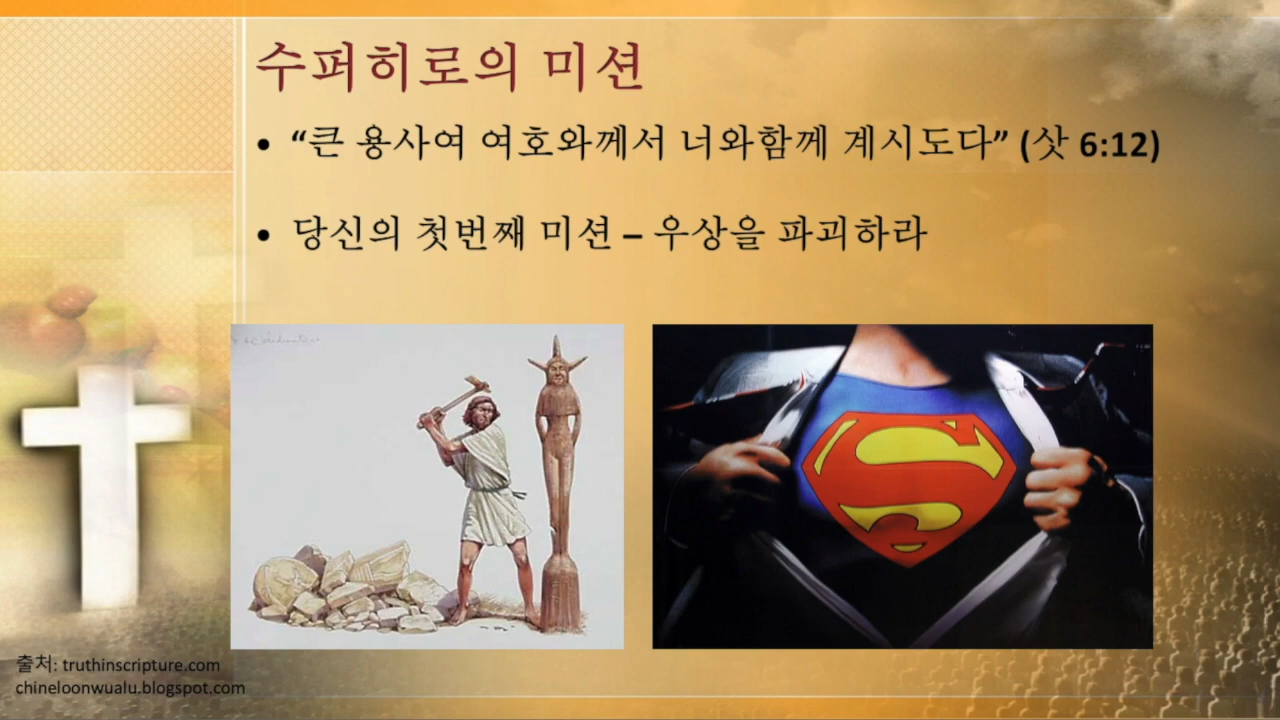 수퍼히로의 미션
• “큰 용사여 여호와께서 너와함께 계시도다” (삿 6:12)
• 당신의 첫번째 미션 – 우상을 파괴하라
S
출처: truthinscripture.com
chineloonwualu.blogspot.com